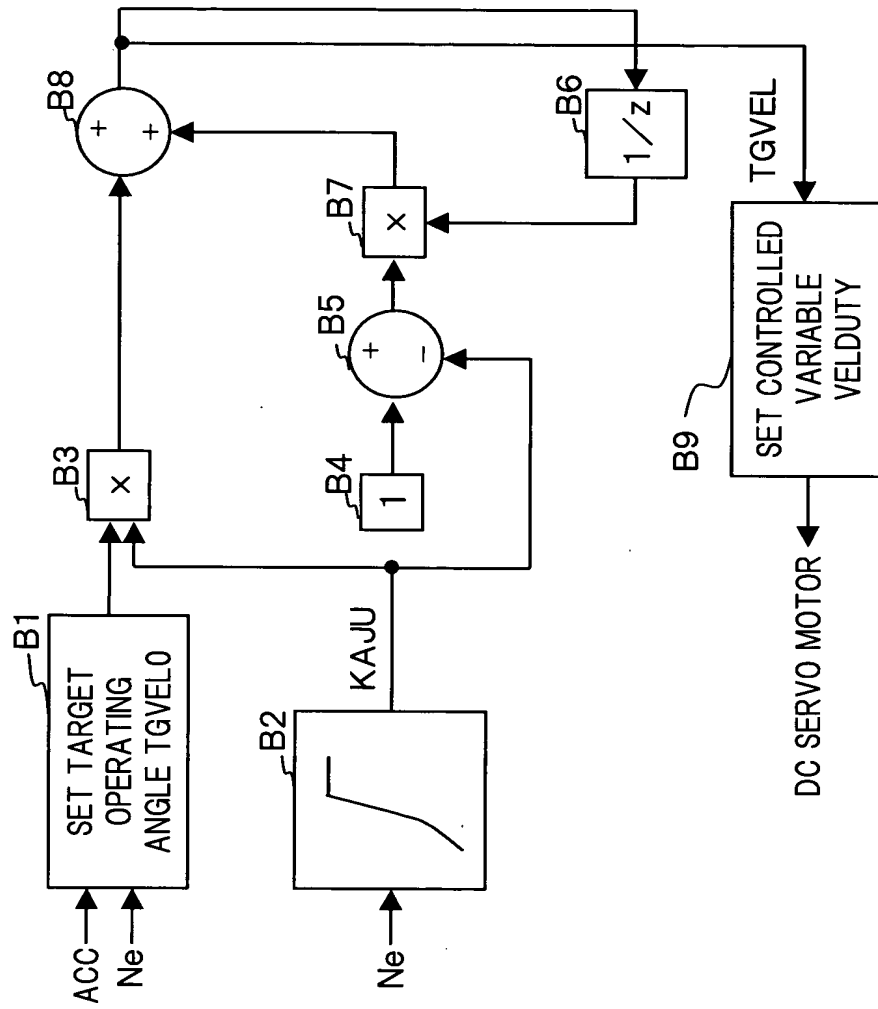 ACC
Ne
B1
SET TARGET
OPERATING
ANGLE TGVEL0
B3
×
B8
+
+
Ne
B2
KAJU
B4
1
B5
+
−
B7
×
B6
1/z
TGVEL
B9
SET CONTROLLED
VARIABLE
VELDUTY
DC SERVO MOTOR